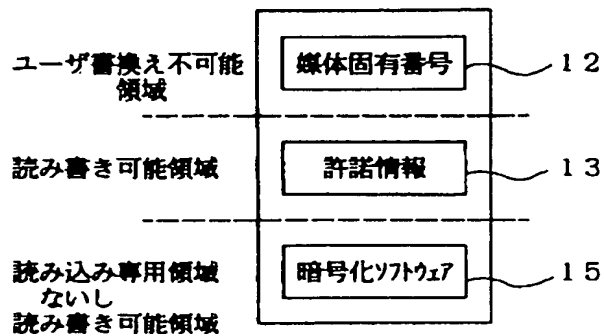 ユーザ書換え不可能
領域
媒体固有番号
12
読み書き可能領域
許諾情報
13
読み込み専用領域
ないし
読み書き可能領域
暗号化ソフトウェア
15